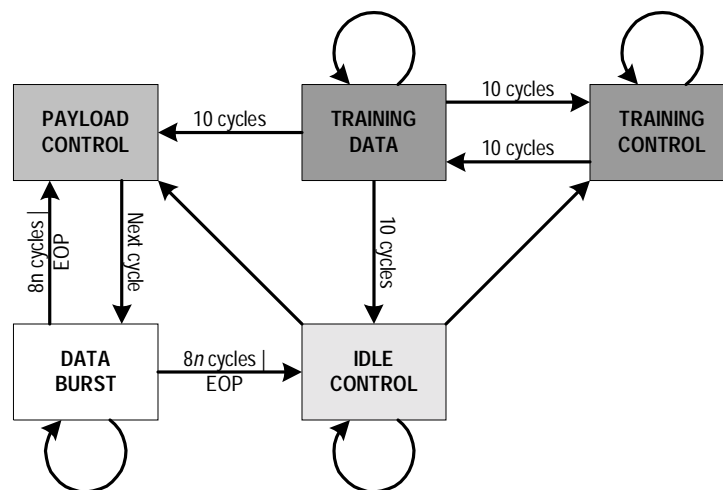 PAYLOAD
CONTROL
10 cycles
TRAINING
DATA
10 cycles
10 cycles
TRAINING
CONTROL
8n cycles |
EOP
Next cycle
10 cycles
DATA
BURST
8n cycles |
EOP
IDLE
CONTROL